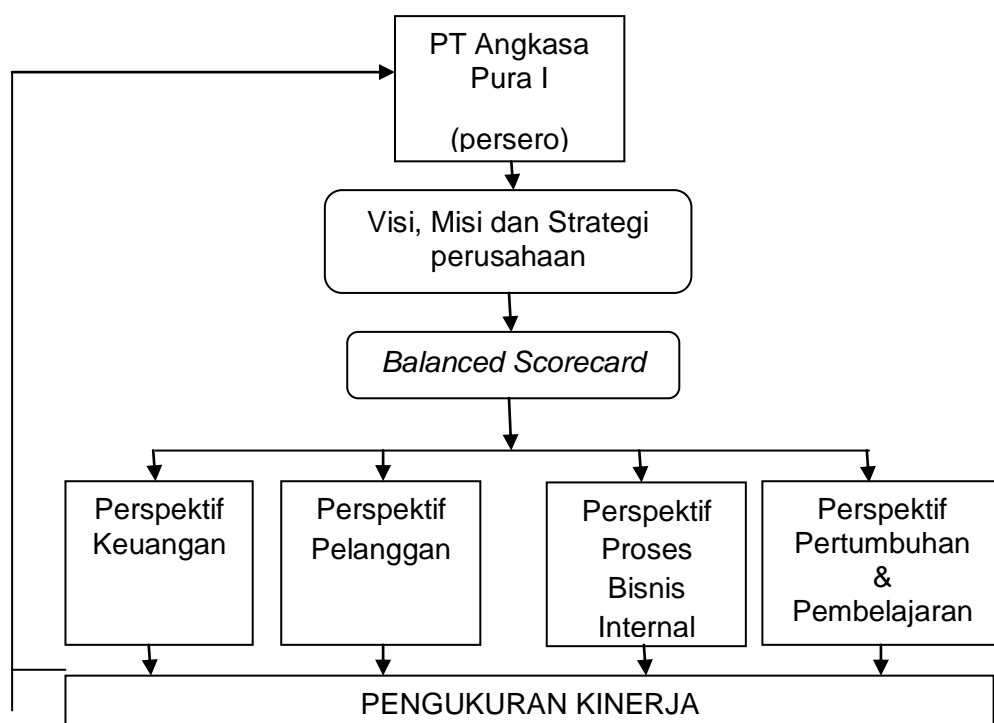 PT Angkasa
Pura I
(persero)
Visi, Misi dan Strategi
perusahaan
Balanced Scorecard
Perspektif
Keuangan
Perspektif
Pelanggan
Perspektif
Proses
Bisnis
Internal
Perspektif
Pertumbuhan
&
Pembelajaran
PENGUKURAN KINERJA